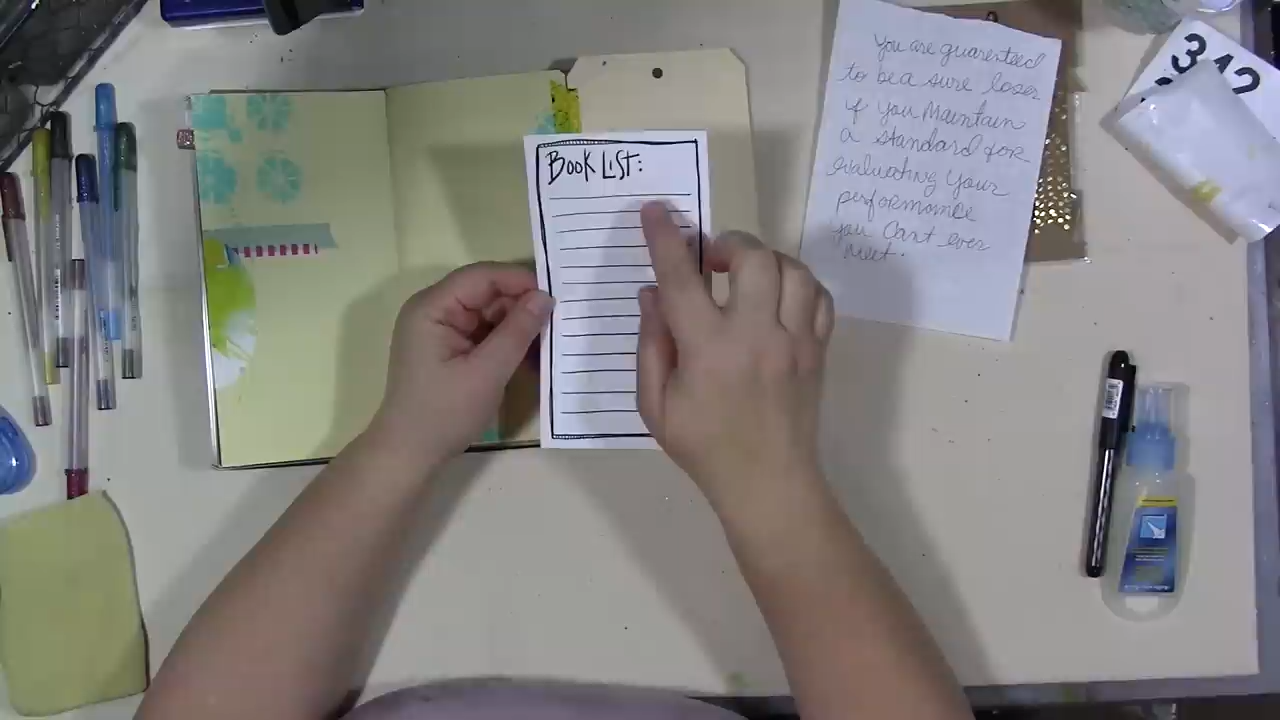 BOOK LIST:
You are guarenteed
to be a sure loser
if you Maintain
a standard for
evaluating your
performance
you can't ever
meet.
342